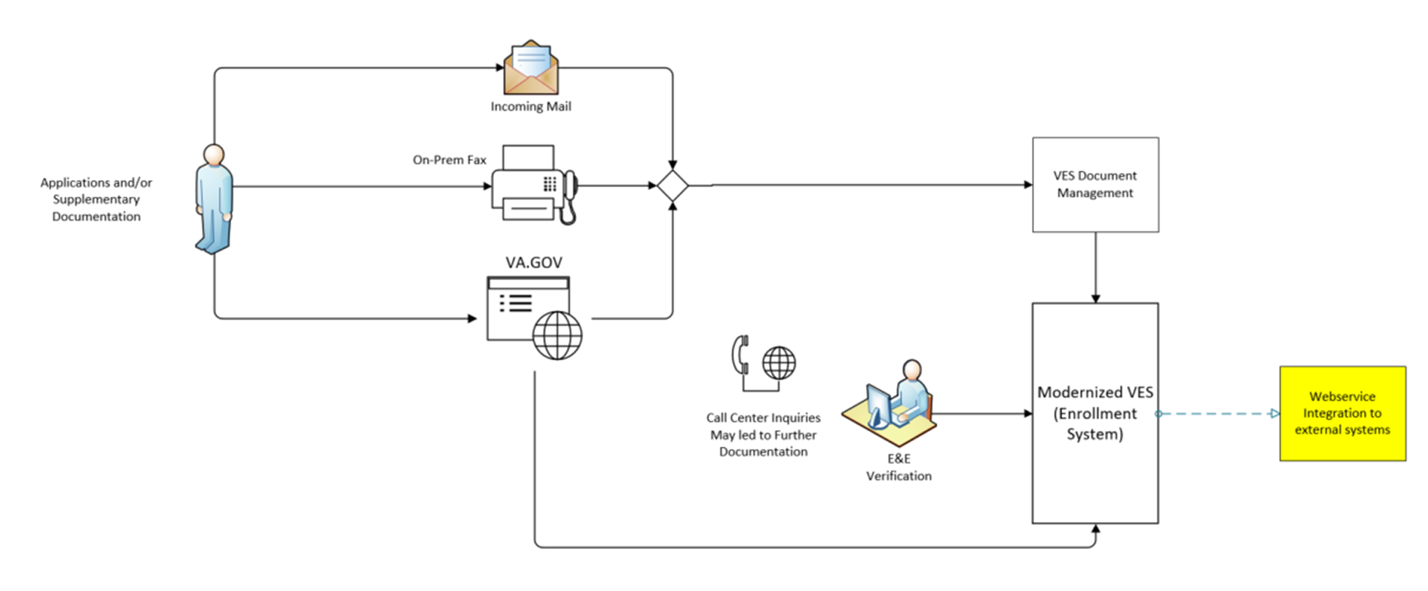 Incoming Mail
On-Prem Fax
Applications and/or
Supplementary
Documentation
VES Document
Management
VA.GOV
Call Center Inquiries
May led to Further
Documentation
E&E
Verification
Modernized VES
(Enrollment
System)
Webservice
Integration to
external systems